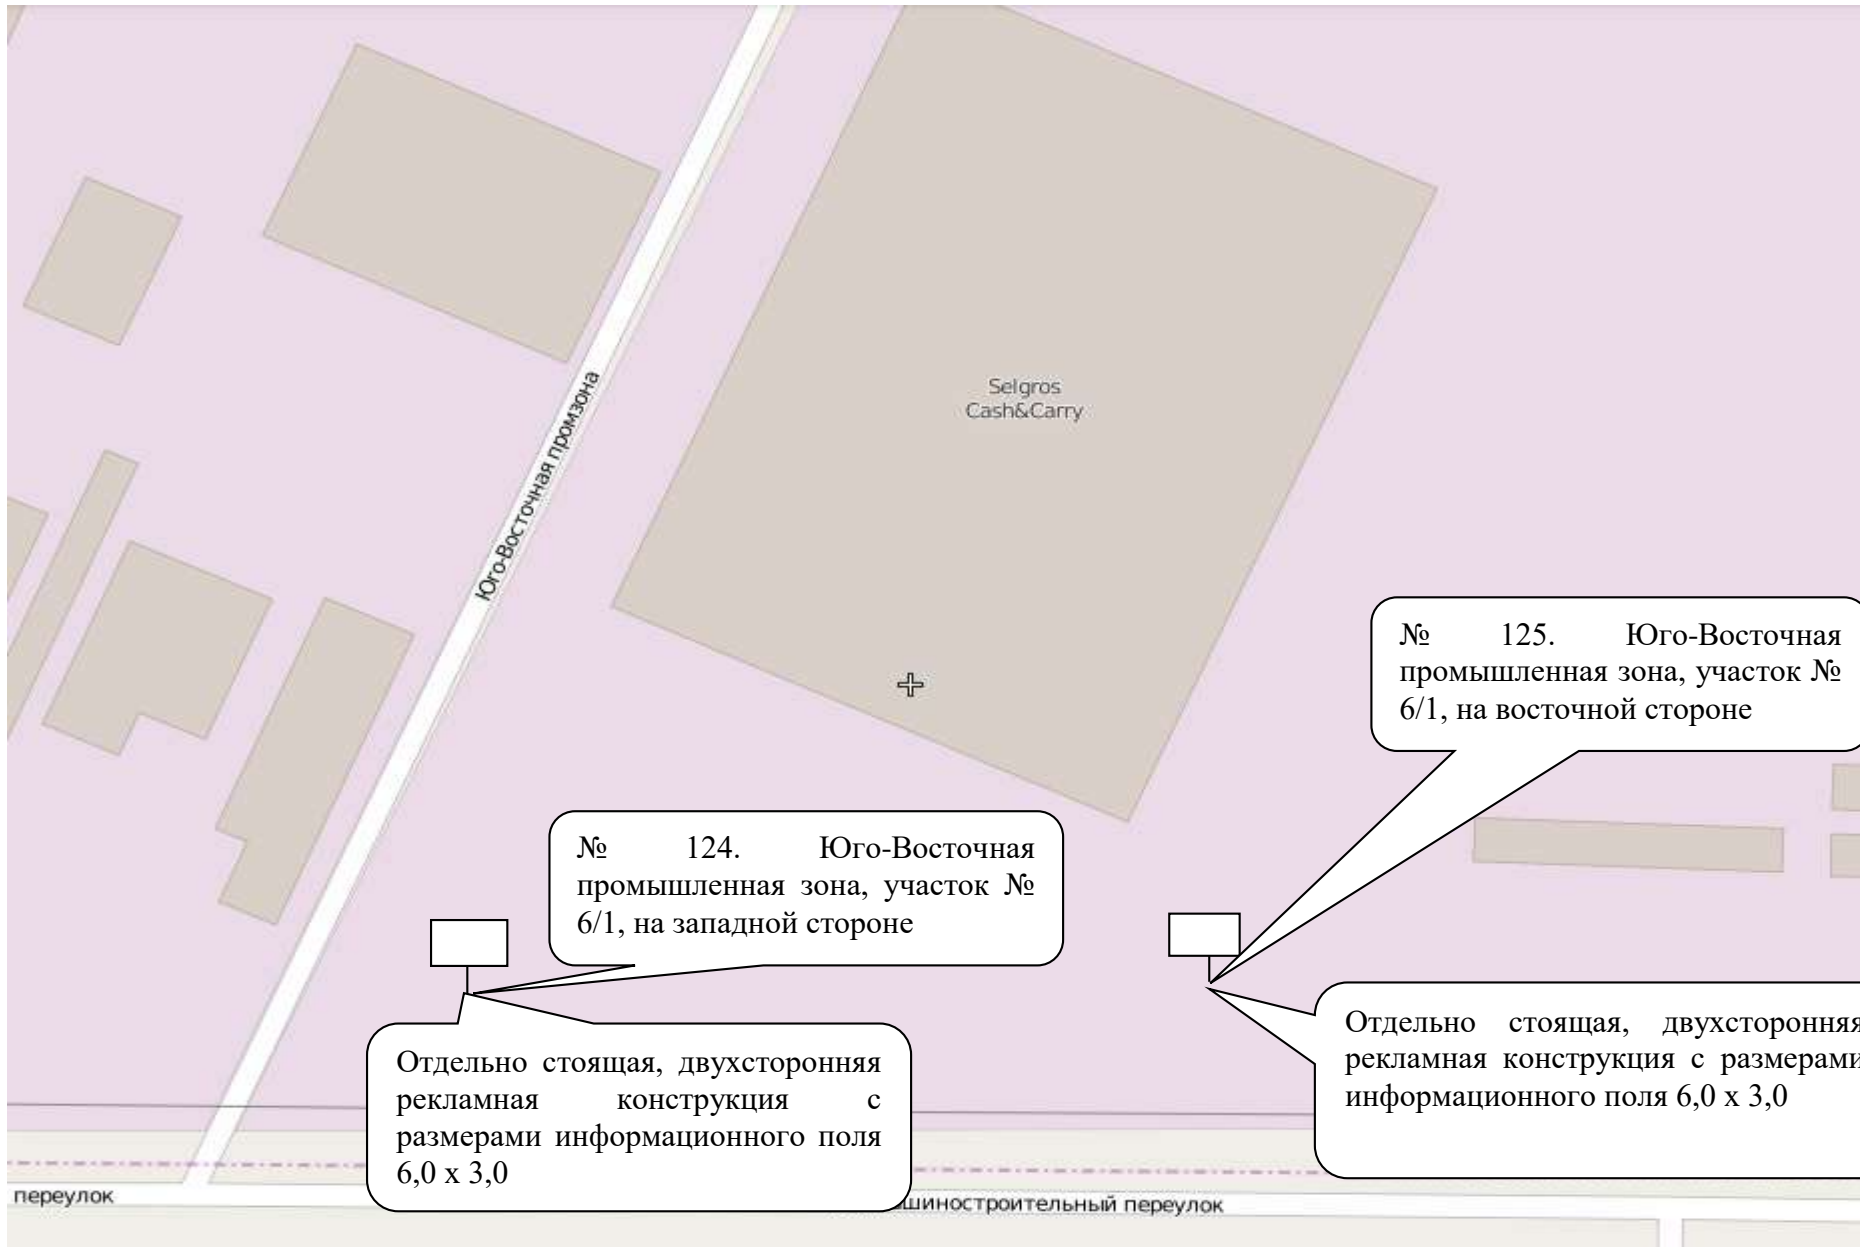 Selgros
Cash&Carry
Юго-Восточная промзона
№ 125. Юго-Восточная
промышленная зона, участок №
6/1, на восточной стороне
№ 124. Юго-Восточная
промышленная зона, участок №
6/1, на западной стороне
Отдельно стоящая, двухсторонняя
рекламная конструкция с размерами
информационного поля 6,0 х 3,0
Отдельно стоящая, двухсторонняя
рекламная конструкция с
размерами информационного поля
6,0 х 3,0
переулок
шиностроительный переулок